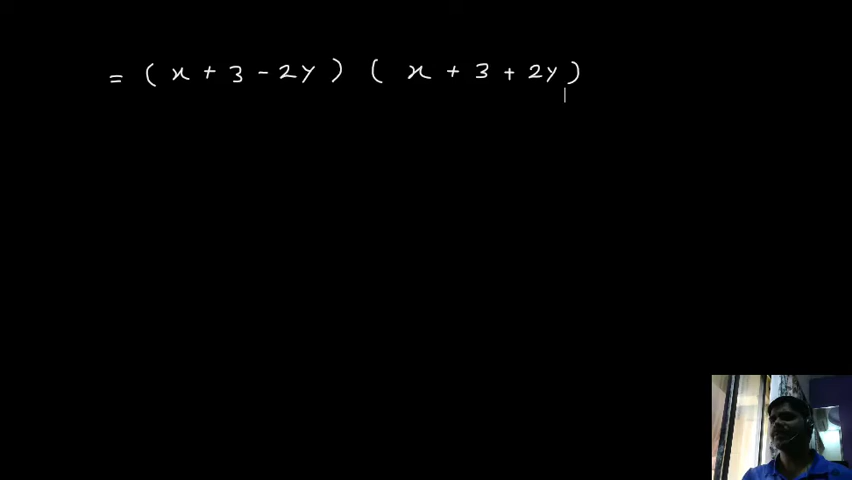 = ( x + 3 - 2y ) ( x + 3 + 2y )